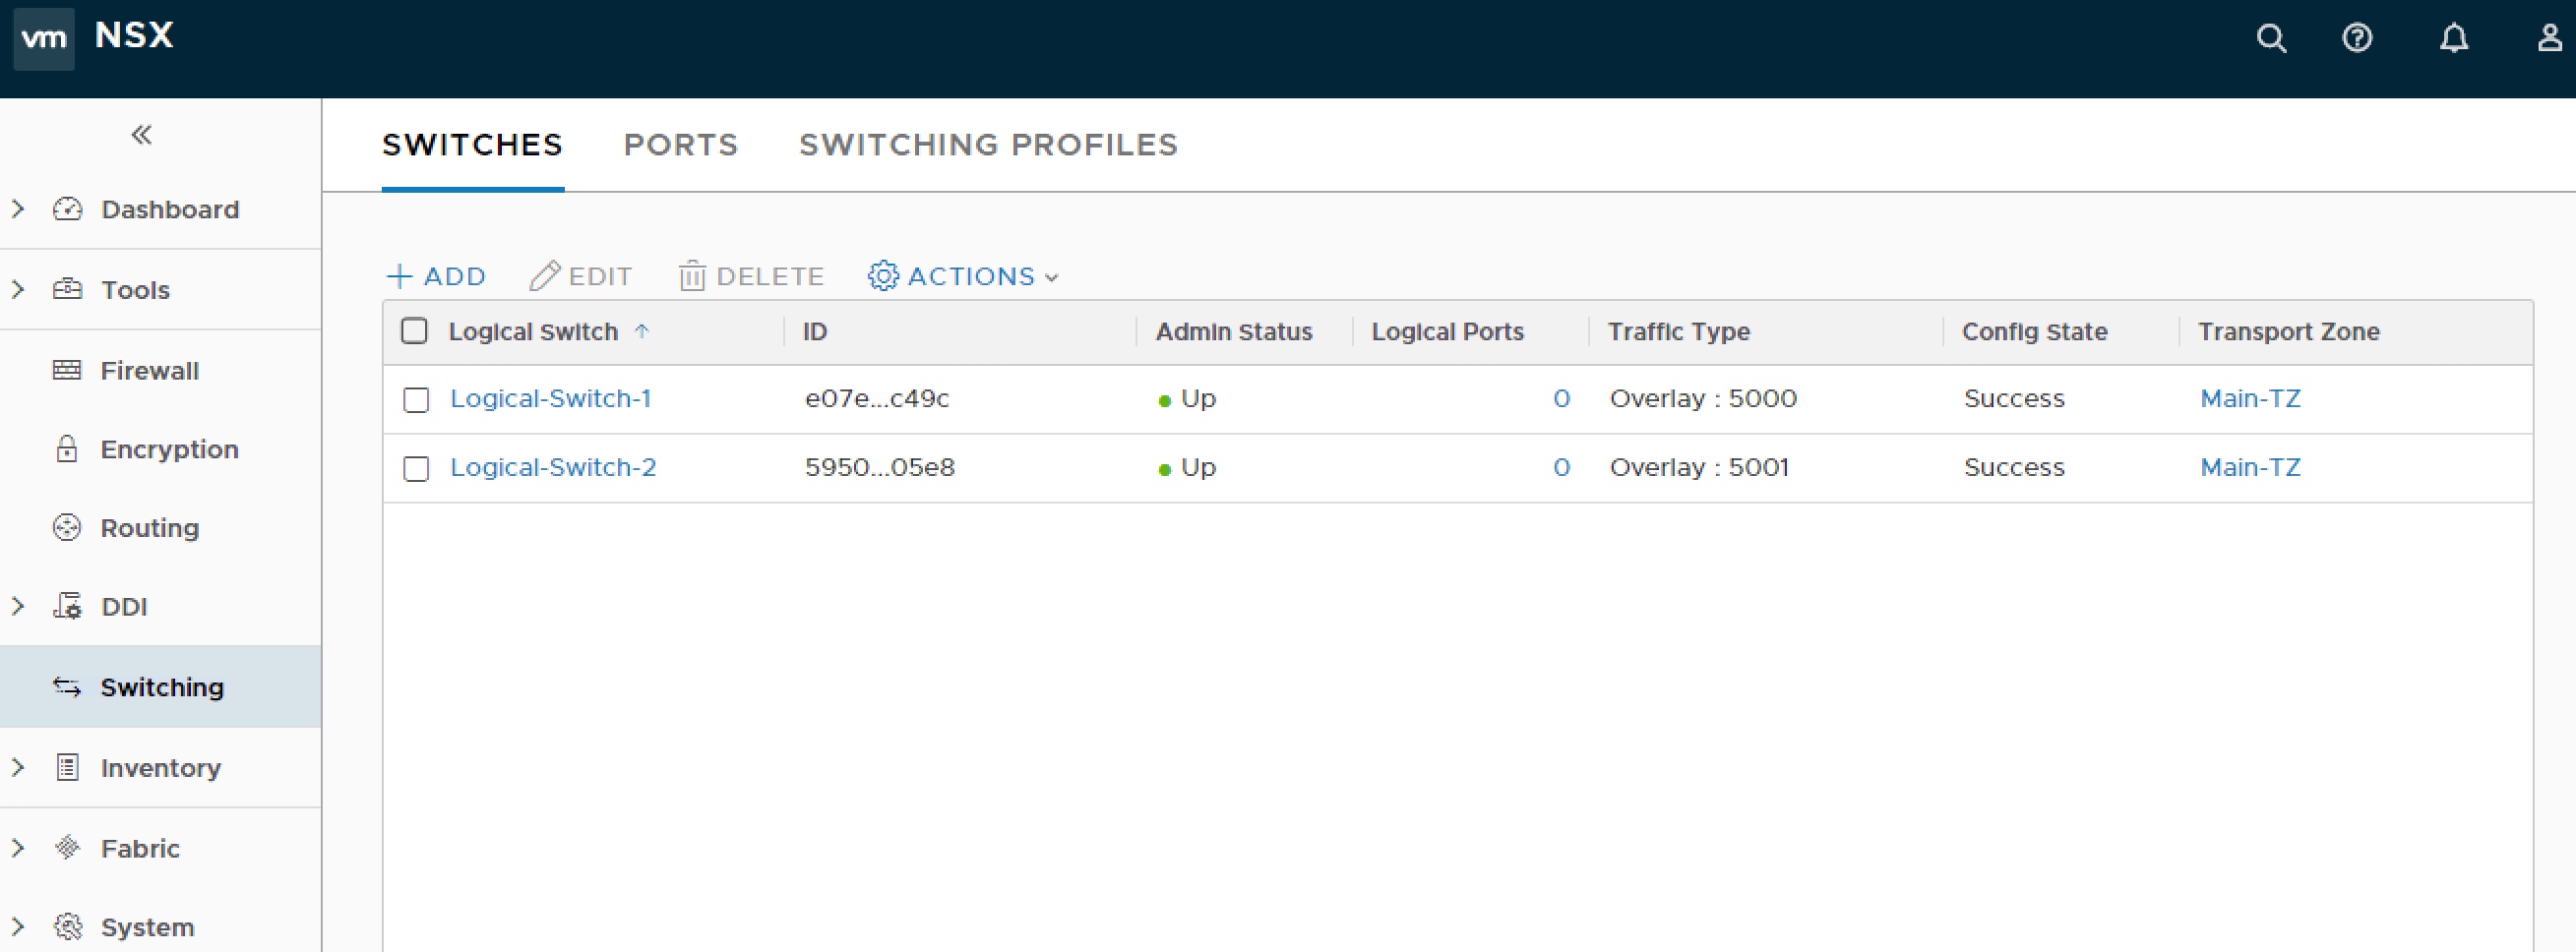 vm NSX
SWITCHES PORTS SWITCHING PROFILES
Dashboard
Tools
Firewall
Encryption
Routing
DDI
Switching
Inventory
Fabric
System
ADD EDIT DELETE ACTIONS
Logical Switch ID Admin Status Logical Ports Traffic Type Config State Transport Zone
Logical-Switch-1 e07e...c49c Up 0 Overlay : 5000 Success Main-TZ
Logical-Switch-2 5950...05e8 Up 0 Overlay : 5001 Success Main-TZ